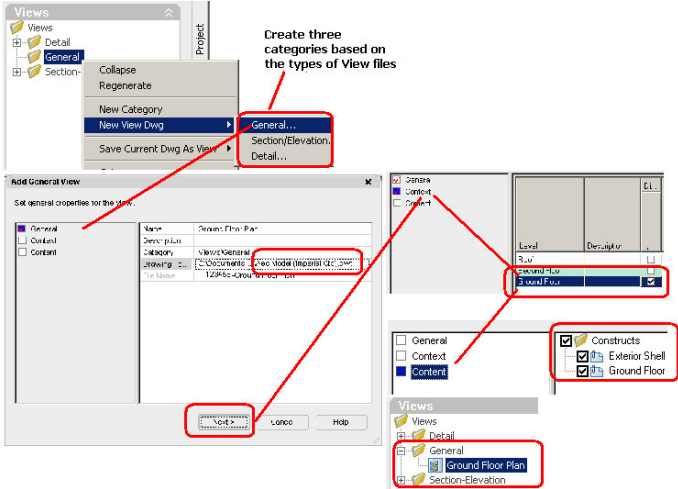 Views
Views
Detail
General
Section-
Project
Create three
categories based on
the types of View files
Collapse
Regenerate
New Category
New View Dwg
General...
Section/Elevation.
Save Current Dwg As View
Detail...
Add General View
Set general properties for the view.
General
Context
Content
Name
Ground Floor Plan
Description
Category
Views\General
Drawing
File Name
Next >
Cancel
Help
General
Context
Content
Level
Description
Roof
Second Floor
Ground Floor
General
Context
Content
Constructs
Exterior Shell
Ground Floor
Views
Views
Detail
General
Ground Floor Plan
Section-Elevation